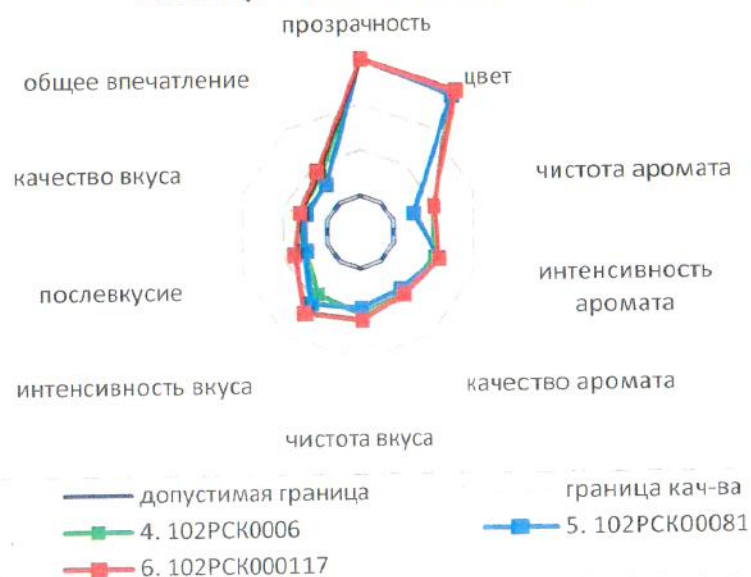 прозрачность
общее впечатление
цвет
качество вкуса
чистота аромата
послевкусие
интенсивность
аромата
интенсивность вкуса
качество аромата
чистота вкуса
допустимая граница
граница кач-ва
4. 102РСК0006
5. 102РСК00081
6. 102РСК000117